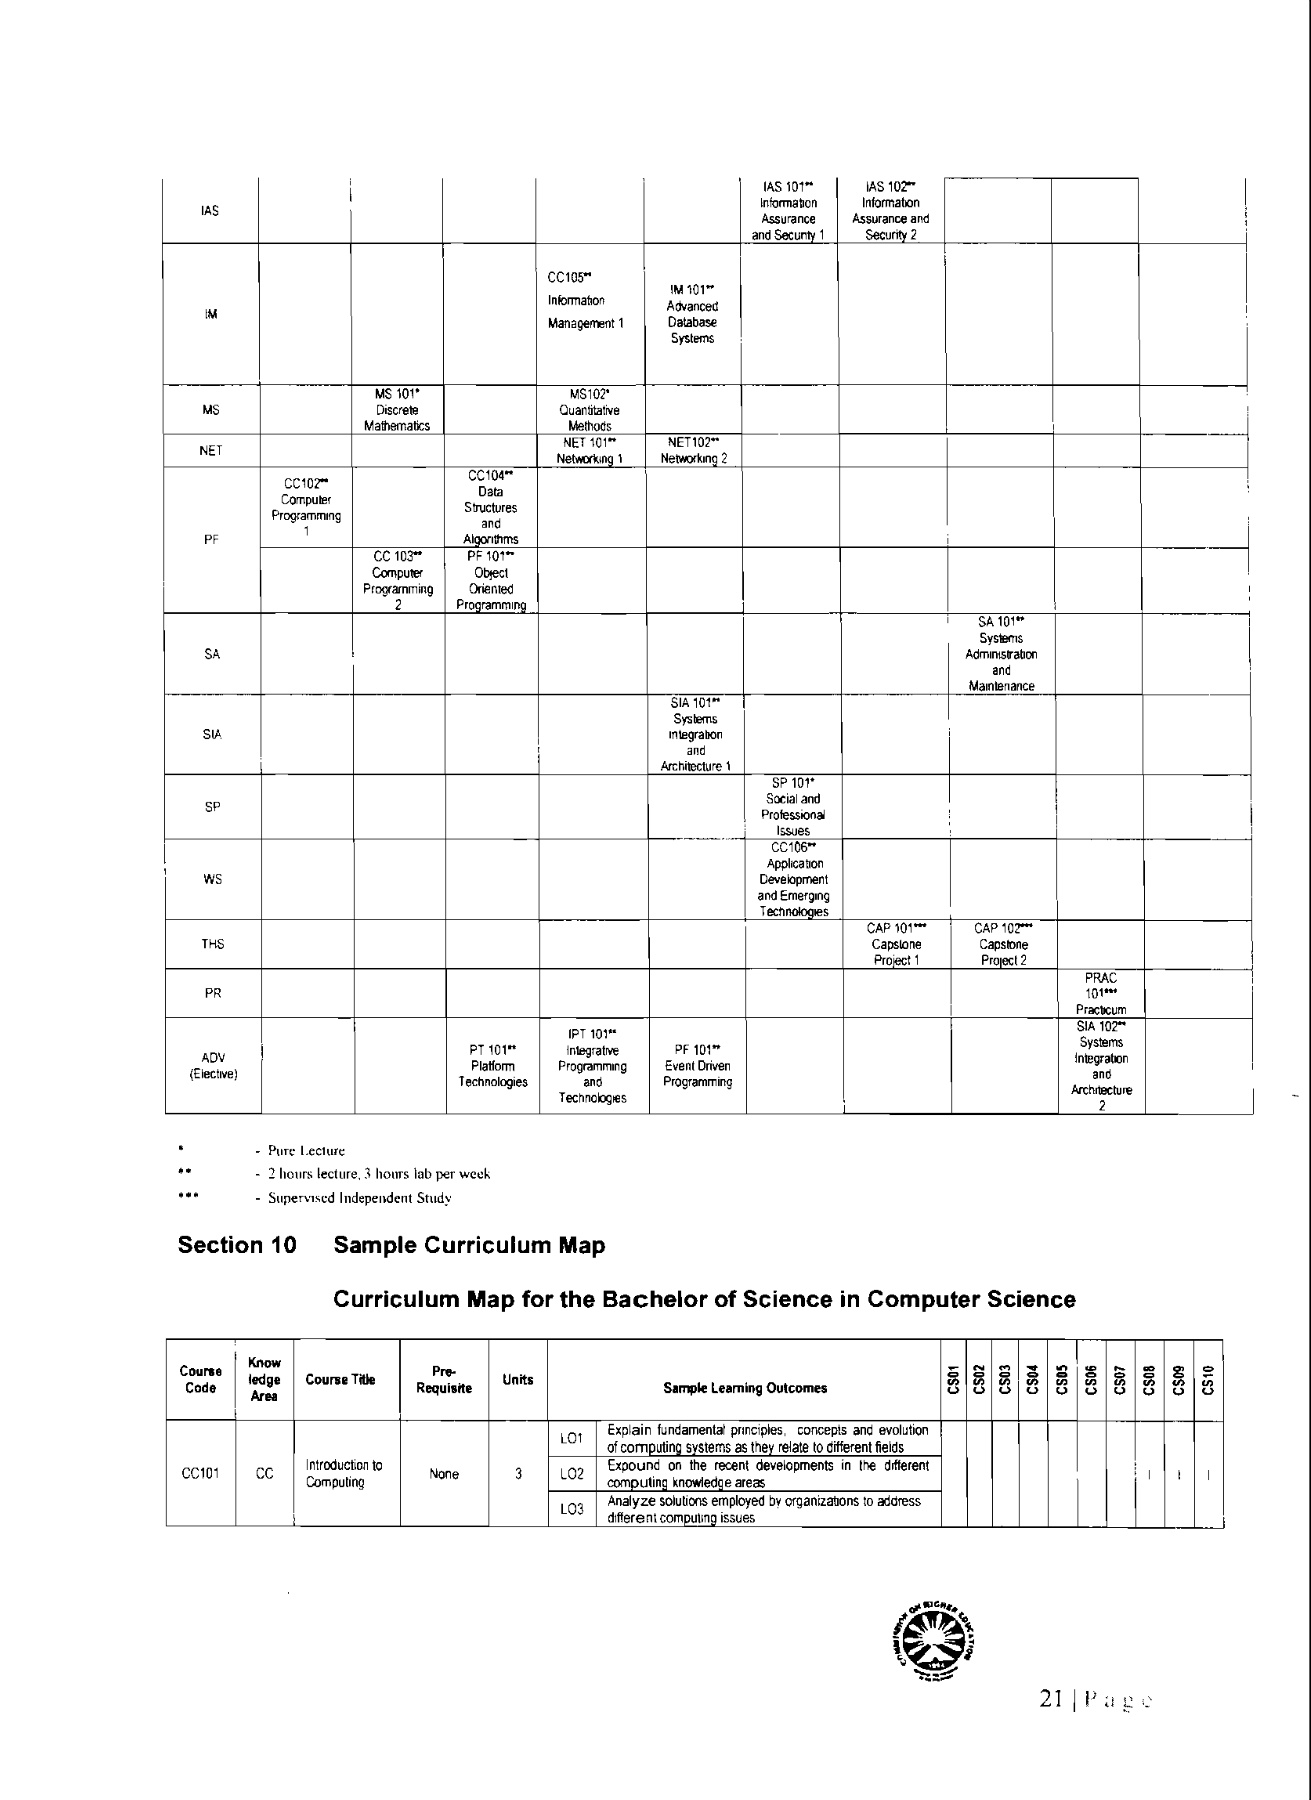 IAS
IAS 101**
Information
Assurance
and Security 1
IAS 102**
Information
Assurance and
Security 2
IM
CC105**
Information
Management 1
IM 101**
Advanced
Database
Systems
MS
MS 101*
Discrete
Mathematics
MS102*
Quantitative
Methods
NET
NET 101**
Networking 1
NET102**
Networking 2
PF
CC102**
Computer
Programming
1
CC104**
Data
Structures
and
Algorithms
CC 103**
Computer
Programming
2
PF 101**
Object
Oriented
Programming
SA
SA 101**
Systems
Administration
and
Maintenance
SIA
SIA 101**
Systems
Integration
and
Architecture 1
SP
SP 101*
Social and
Professional
Issues
WS
CC106**
Application
Development
and Emerging
Technologies
THS
CAP 101***
Capstone
Project 1
CAP 102***
Capstone
Project 2
PR
PRAC
101***
Practicum
ADV
(Elective)
PT 101**
Platform
Technologies
IPT 101**
Integrative
Programming
and
Technologies
PF 101**
Event Driven
Programming
SIA 102**
Systems
Integration
and
Architecture
2
* - Pure Lecture
** - 2 hours lecture, 3 hours lab per week
*** - Supervised Independent Study
Section 10 Sample Curriculum Map
Curriculum Map for the Bachelor of Science in Computer Science
Course
Code
Know
ledge
Area
Course Title
Pre-
Requisite
Units
Sample Learning Outcomes
CS01
CS02
CS03
CS04
CS05
CS06
CS07
CS08
CS09
CS10
CC101
CC
Introduction to
Computing
None
3
LO1
Explain fundamental principles, concepts and evolution
of computing systems as they relate to different fields
LO2
Expound on the recent developments in the different
computing knowledge areas
LO3
Analyze solutions employed by organizations to address
different computing issues
I
I
I
COMMISSION ON HIGHER EDUCATION
1994
21 | Page